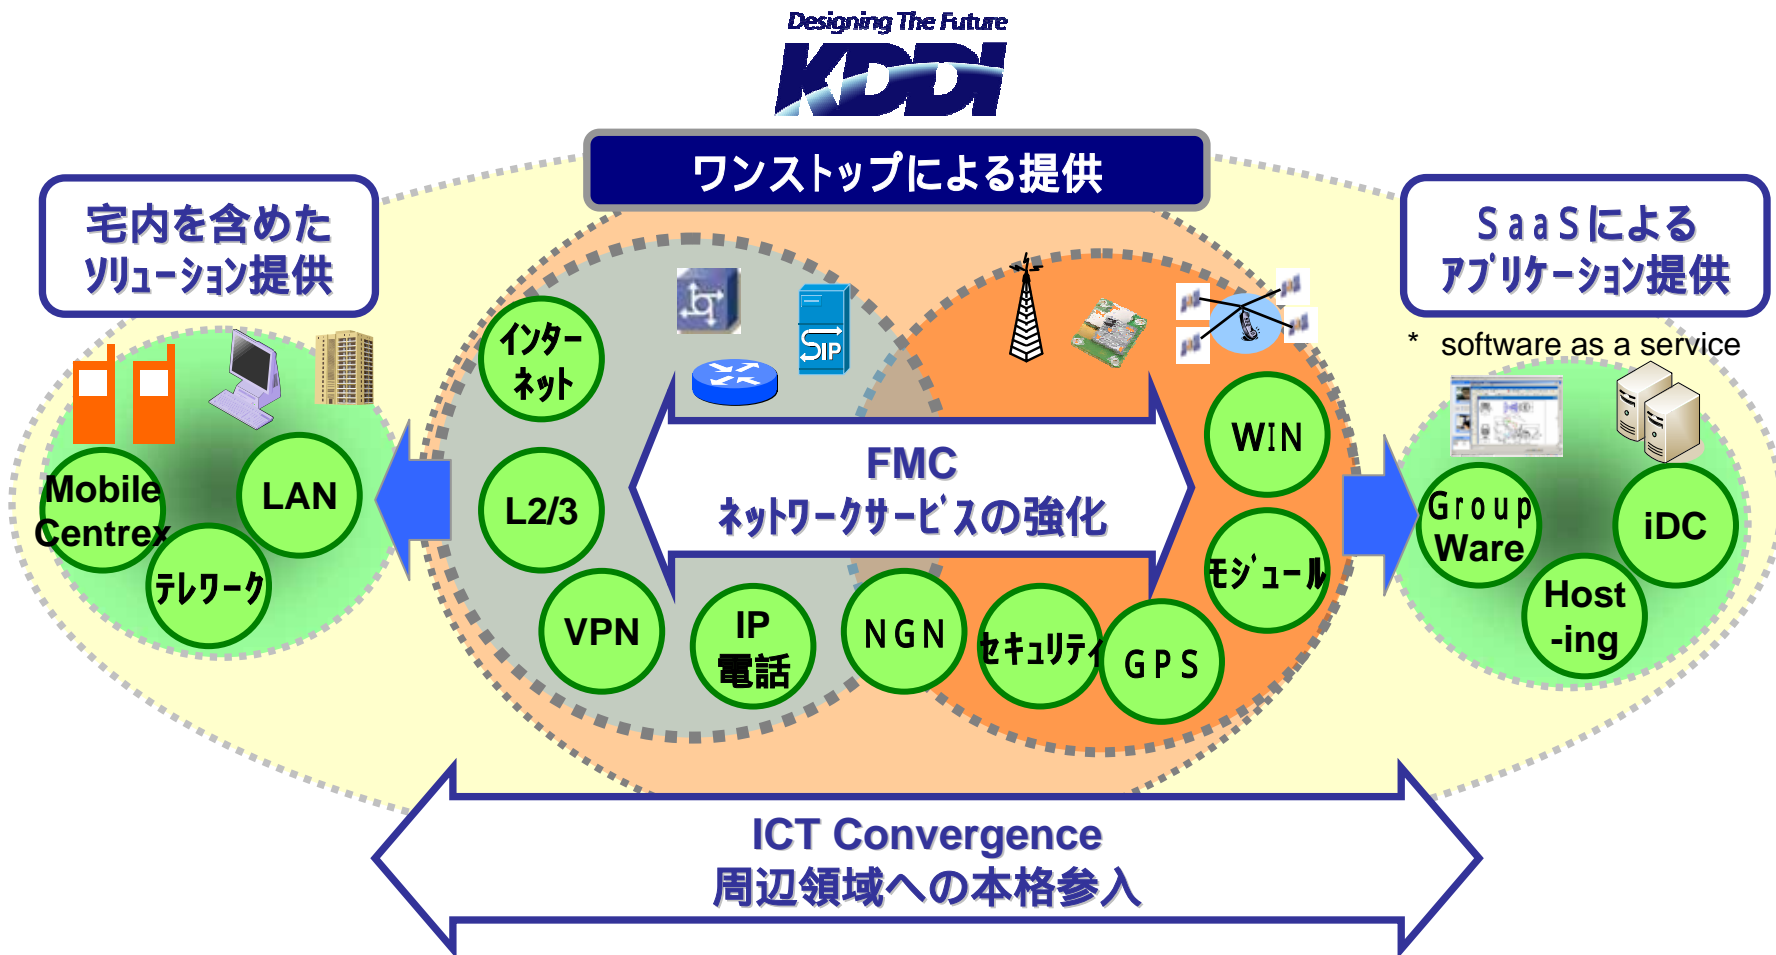 Designing The Future
KDDI
ワンストップによる提供
宅内を含めた
ソリューション提供
SaaSによる
アプリケーション提供
* software as a service
インター
ネット
SIP
L2/3
VPN
IP
電話
NGN
セキュリティ
GPS
モジュール
WIN
FMC
ネットワークサービスの強化
Mobile
Centrex
テレワーク
LAN
Group
Ware
Host
-ing
iDC
ICT Convergence
周辺領域への本格参入